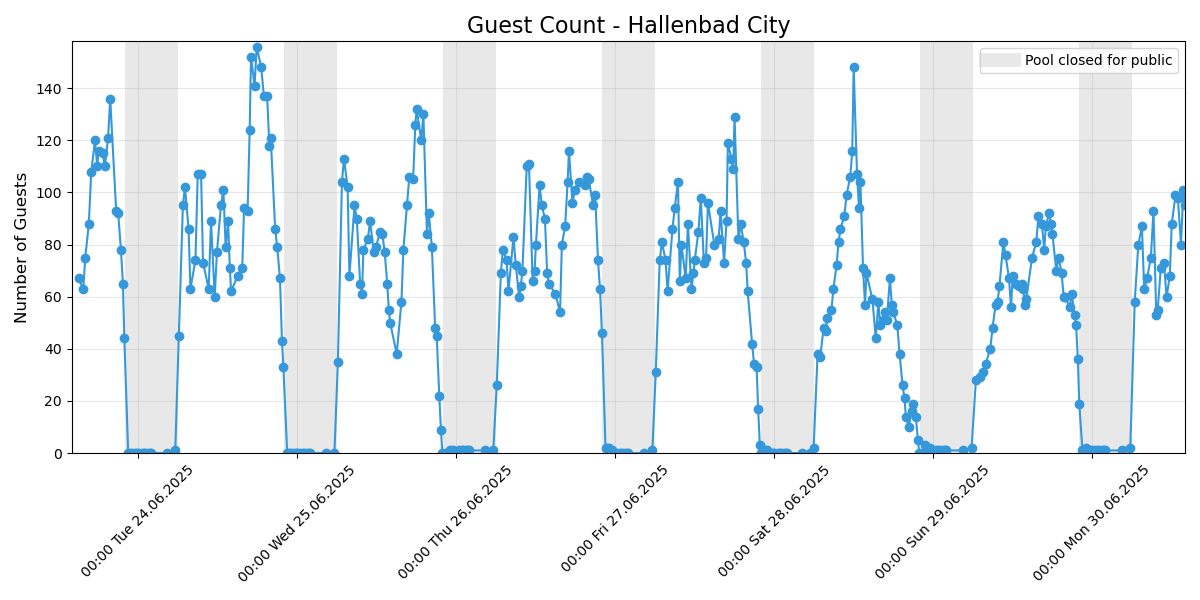 Guest Count - Hallenbad City
Pool closed for public
Number of Guests
140
120
100
80
60
40
20
0
00:00 Tue 24.06.2025
00:00 Wed 25.06.2025
00:00 Thu 26.06.2025
00:00 Fri 27.06.2025
00:00 Sat 28.06.2025
00:00 Sun 29.06.2025
00:00 Mon 30.06.2025